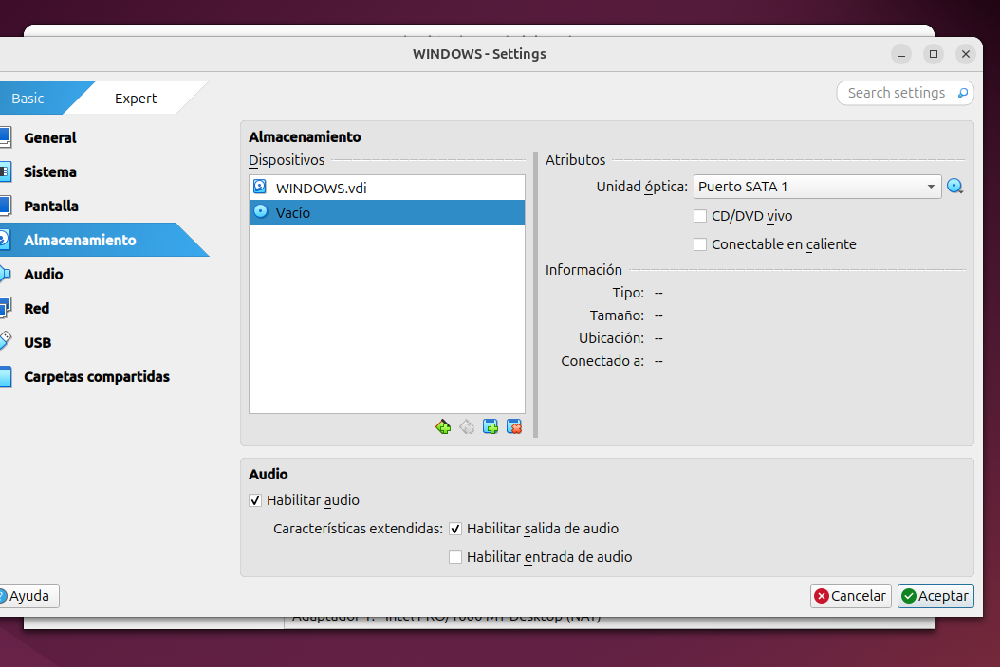 WINDOWS - Settings
Basic
Expert
Search settings
General
Sistema
Pantalla
Almacenamiento
Audio
Red
USB
Carpetas compartidas
Almacenamiento
Dispositivos
WINDOWS.vdi
Vacío
Atributos
Unidad óptica: Puerto SATA 1
CD/DVD vivo
Conectable en caliente
Información
Tipo: --
Tamaño: --
Ubicación: --
Conectado a: --
Audio
Habilitar audio
Características extendidas: Habilitar salida de audio
Habilitar entrada de audio
Ayuda
Cancelar
Aceptar
Adaptador 1: Intel PRO/1000 MT Desktop (NAT)